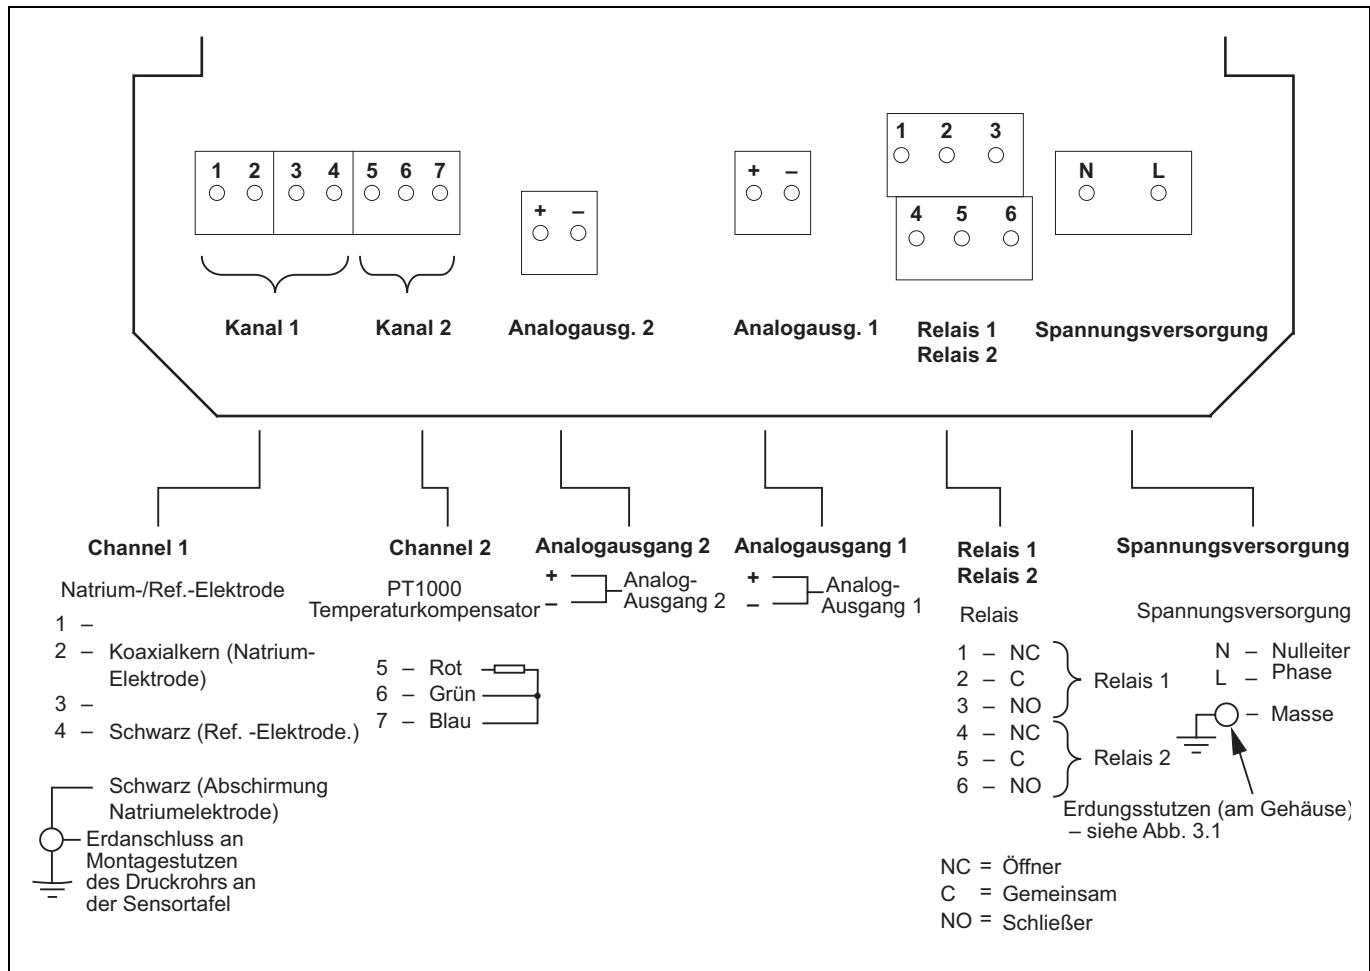 1 2 3 4 5 6 7
+ –
+ –
1 2 3
4 5 6
N L
Kanal 1
Kanal 2
Analogausg. 2
Analogausg. 1
Relais 1
Relais 2
Spannungsversorgung
Channel 1
Natrium-/Ref.-Elektrode
1 –
2 – Koaxialkern (Natrium-
Elektrode)
3 –
4 – Schwarz (Ref. -Elektrode.)
Schwarz (Abschirmung
Natriumelektrode)
Erdanschluss an
Montagestutzen
des Druckrohrs an
der Sensortafel
Channel 2
PT1000
Temperaturkompensator
5 – Rot
6 – Grün
7 – Blau
Analogausgang 2
+
–
Analog-
Ausgang 2
Analogausgang 1
+
–
Analog-
Ausgang 1
Relais 1
Relais 2
Relais
1 – NC
2 – C
3 – NO
Relais 1
4 – NC
5 – C
6 – NO
Relais 2
NC = Öffner
C = Gemeinsam
NO = Schließer
Spannungsversorgung
Spannungsversorgung
N – Nulleiter
L – Phase
– Masse
Erdungsstutzen (am Gehäuse)
– siehe Abb. 3.1